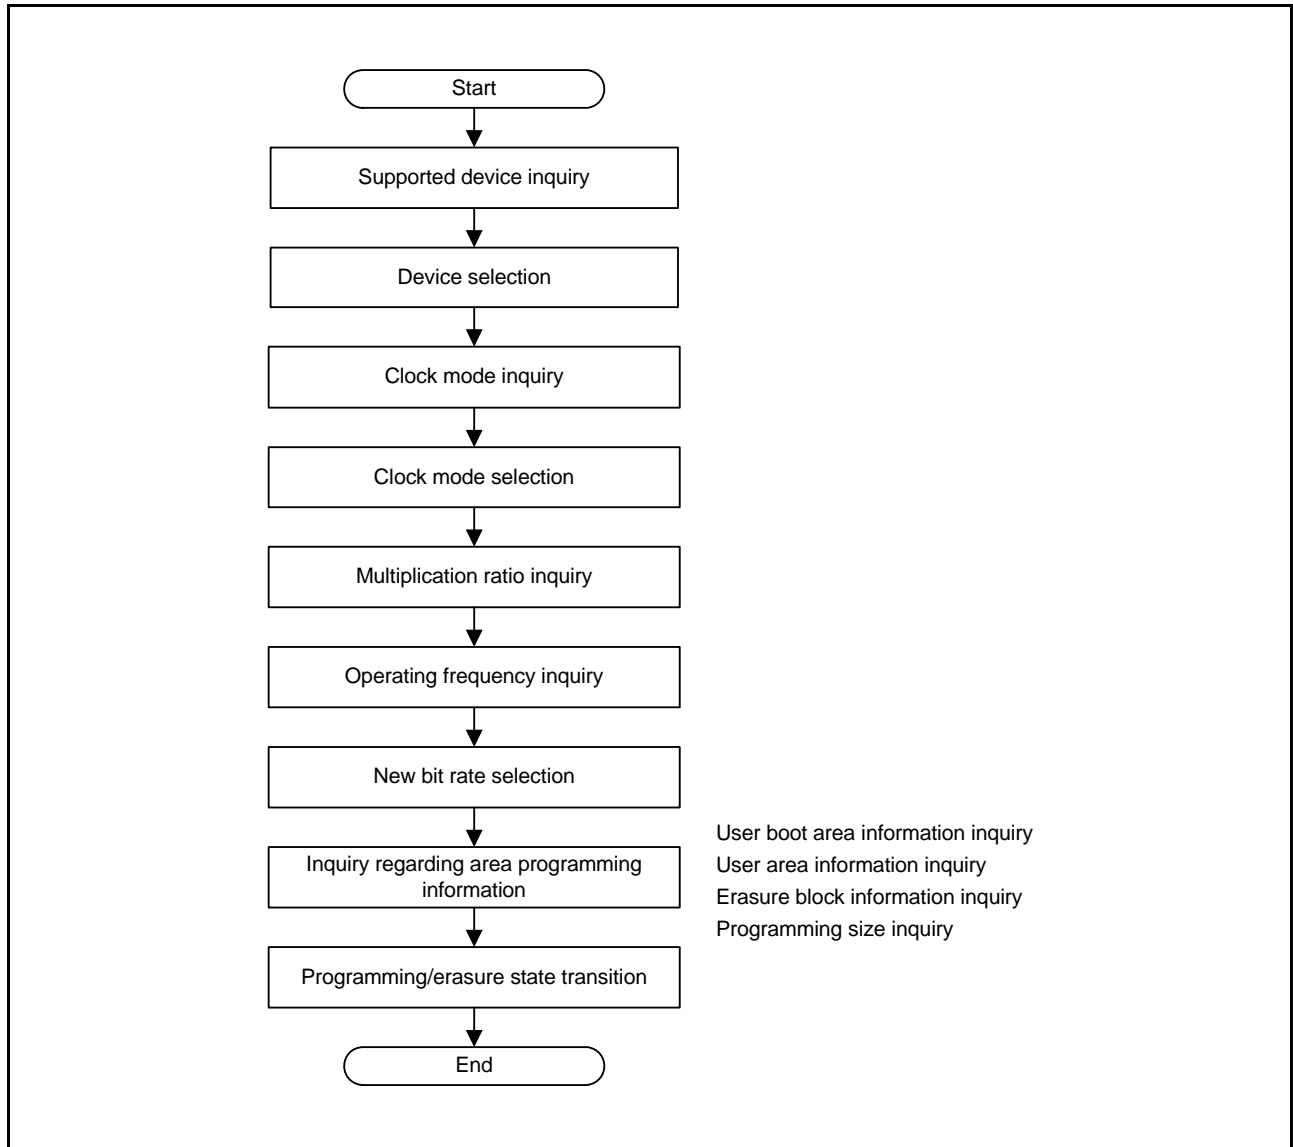 Start
Supported device inquiry
Device selection
Clock mode inquiry
Clock mode selection
Multiplication ratio inquiry
Operating frequency inquiry
New bit rate selection
Inquiry regarding area programming
information
User boot area information inquiry
User area information inquiry
Erasure block information inquiry
Programming size inquiry
Programming/erasure state transition
End